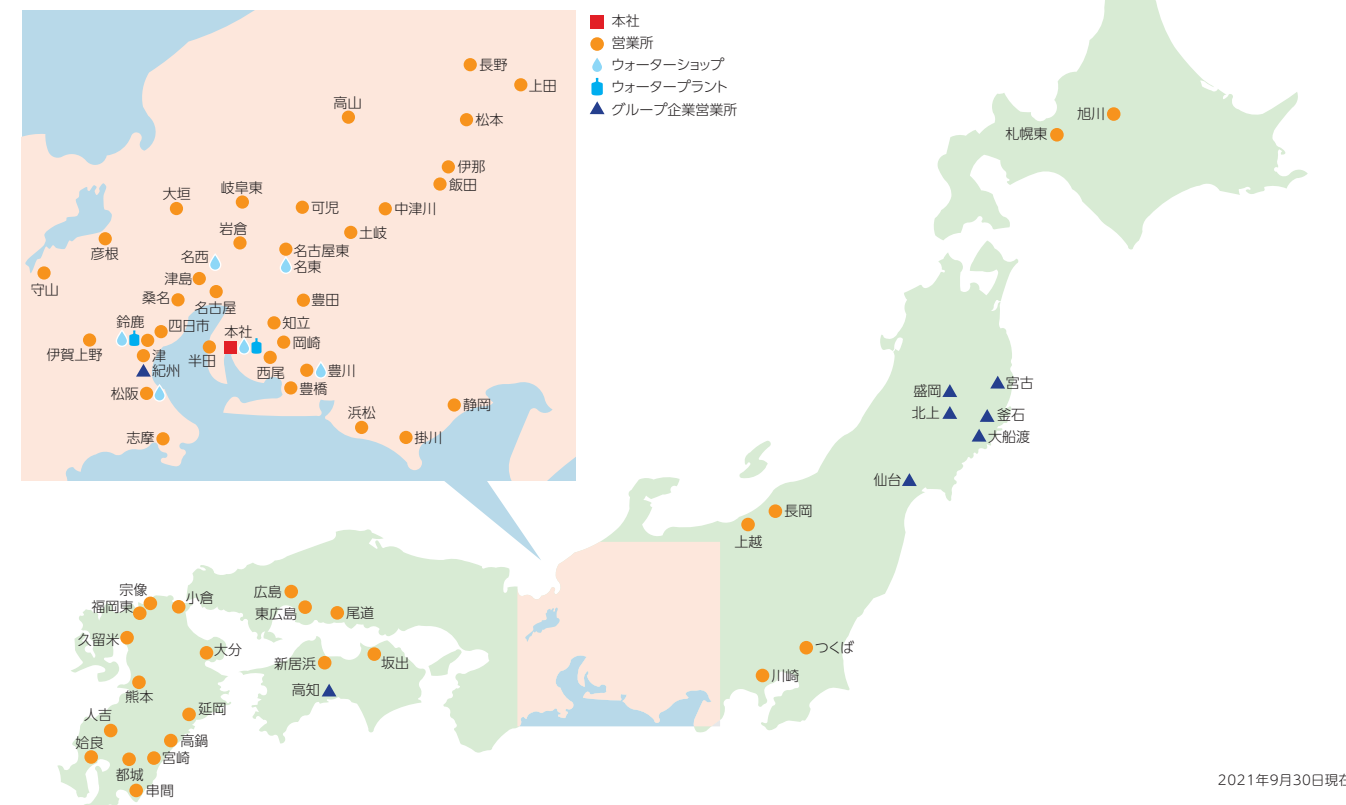 本社
営業所
ウォーターショップ
ウォータープラント
グループ企業営業所
長野
上田
高山
松本
伊那
飯田
大垣
岐阜東
可児
中津川
岩倉
土岐
彦根
名古屋東
名西
名東
守山
津島
桑名
名古屋
豊田
鈴鹿
四日市
知立
本社
岡崎
伊賀上野
津
半田
西尾
紀州
豊川
松阪
豊橋
浜松
静岡
志摩
掛川
旭川
札幌東
盛岡
宮古
北上
釜石
大船渡
仙台
長岡
上越
つくば
川崎
宗像
小倉
福岡東
久留米
大分
熊本
延岡
人吉
高鍋
姶良
宮崎
都城
串間
広島
東広島
尾道
新居浜
坂出
高知
2021年9月30日現在